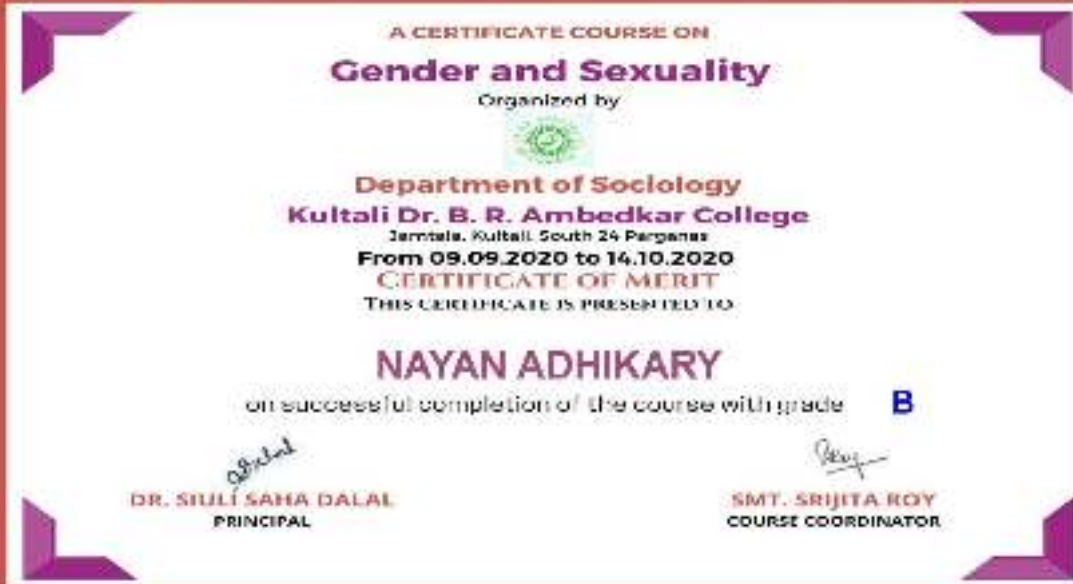 A CERTIFICATE COURSE ON
Gender and Sexuality
Organized by
Department of Sociology
Kultali Dr. B. R. Ambedkar College
Jamtala, Kultali, South 24 Parganas
From 09.09.2020 to 14.10.2020
CERTIFICATE OF MERIT
THIS CERTIFICATE IS PRESENTED TO
NAYAN ADHIKARY
on successful completion of the course with grade B
DR. SIULI SAHA DALAL
PRINCIPAL
SMT. SRIJITA ROY
COURSE COORDINATOR